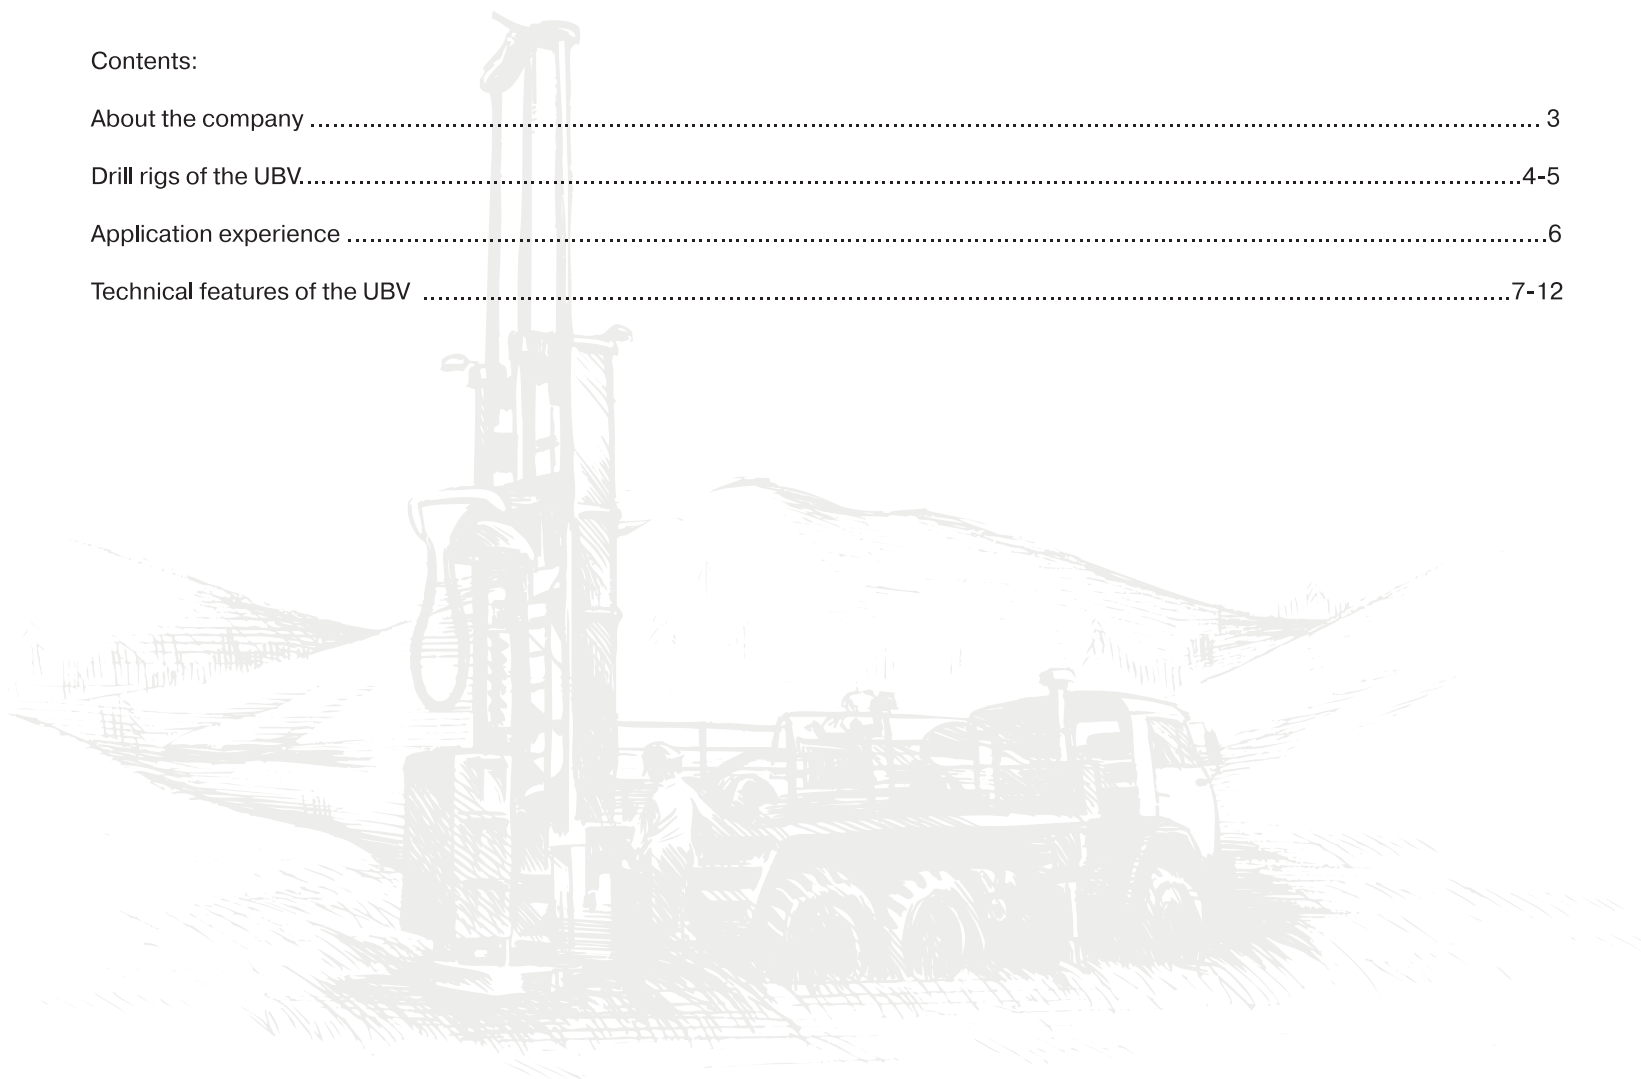 Contents:
About the company .......................................................................................................................................................... 3
Drill rigs of the UBV..........................................................................................................................................................4-5
Application experience .......................................................................................................................................................6
Technical features of the UBV ..........................................................................................................................................7-12